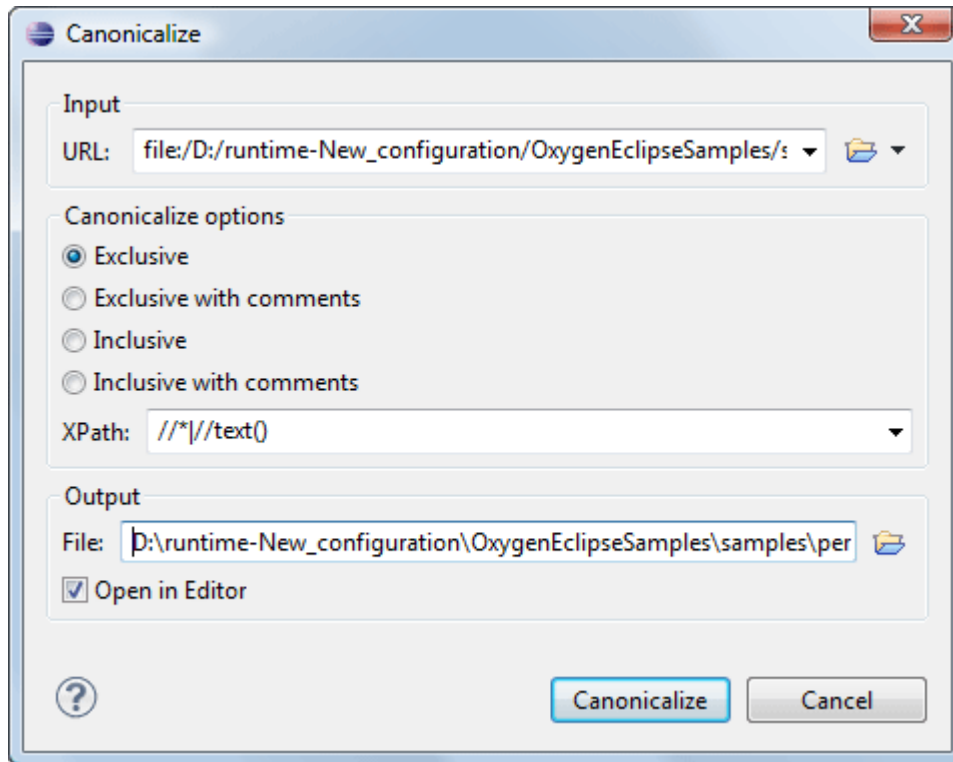 Canonicalize
Input
URL: file:/D:/runtime-New_configuration/OxygenEclipseSamples/s
Canonicalize options
Exclusive
Exclusive with comments
Inclusive
Inclusive with comments
XPath: //*|//text()
Output
File: D:\runtime-New_configuration\OxygenEclipseSamples\samples\per
Open in Editor
? Canonicalize Cancel